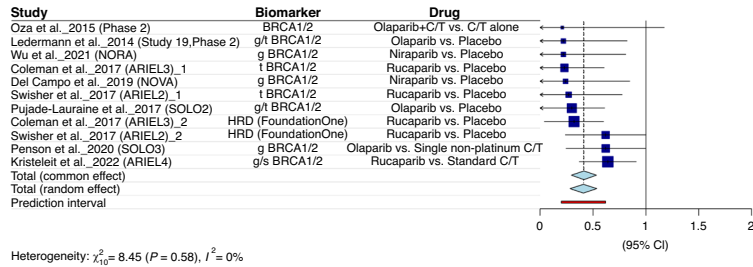 Study Biomarker Drug
Oza et al._2015 (Phase 2) BRCA1/2 Olaparib+C/T vs. C/T alone
Ledermann et al._2014 (Study 19,Phase 2) g/t BRCA1/2 Olaparib vs. Placebo
Wu et al._2021 (NORA) g BRCA1/2 Niraparib vs. Placebo
Coleman et al._2017 (ARIEL3)_1 t BRCA1/2 Rucaparib vs. Placebo
Del Campo et al._2019 (NOVA) g BRCA1/2 Niraparib vs. Placebo
Swisher et al._2017 (ARIEL2)_1 t BRCA1/2 Rucaparib vs. Placebo
Pujade-Lauraine et al._2017 (SOLO2) g/t BRCA1/2 Olaparib vs. Placebo
Coleman et al._2017 (ARIEL3)_2 HRD (FoundationOne) Rucaparib vs. Placebo
Swisher et al._2017 (ARIEL2)_2 HRD (FoundationOne) Rucaparib vs. Placebo
Penson et al._2020 (SOLO3) g BRCA1/2 Olaparib vs. Single non-platinum C/T
Kristeleit et al._2022 (ARIEL4) g/s BRCA1/2 Rucaparib vs. Standard C/T
Total (common effect)
Total (random effect)
Prediction interval
0 0.5 1 1.5 2
(95% CI)
Heterogeneity: χ²₁₀= 8.45 (P = 0.58), I²= 0%